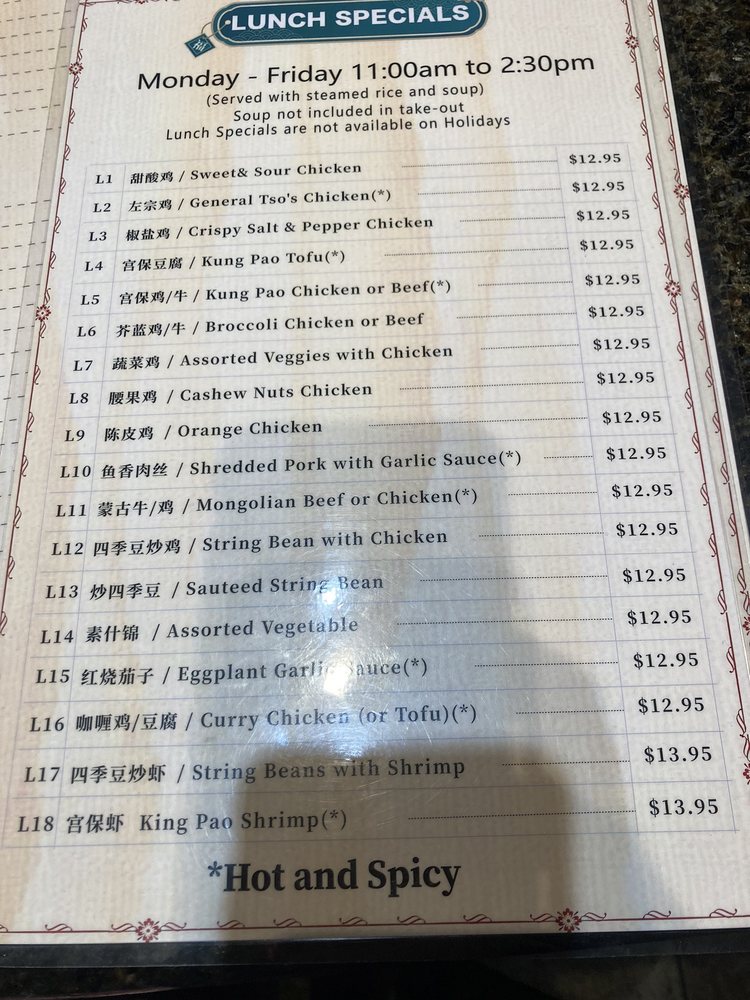 LUNCH SPECIALS
Monday - Friday 11:00am to 2:30pm
(Served with steamed rice and soup)
Soup not included in take-out
Lunch Specials are not available on Holidays
L1 甜酸鸡 / Sweet& Sour Chicken $12.95
L2 左宗鸡 / General Tso's Chicken(*) $12.95
L3 椒盐鸡 / Crispy Salt & Pepper Chicken $12.95
L4 宫保豆腐 / Kung Pao Tofu(*) $12.95
L5 宫保鸡/牛 / Kung Pao Chicken or Beef(*) $12.95
L6 芥蓝鸡/牛 / Broccoli Chicken or Beef $12.95
L7 蔬菜鸡 / Assorted Veggies with Chicken $12.95
L8 腰果鸡 / Cashew Nuts Chicken $12.95
L9 陈皮鸡 / Orange Chicken $12.95
L10 鱼香肉丝 / Shredded Pork with Garlic Sauce(*) $12.95
L11 蒙古牛/鸡 / Mongolian Beef or Chicken(*) $12.95
L12 四季豆炒鸡 / String Bean with Chicken $12.95
L13 炒四季豆 / Sauteed String Bean $12.95
L14 素什锦 / Assorted Vegetable $12.95
L15 红烧茄子 / Eggplant Garlic Sauce(*) $12.95
L16 咖喱鸡/豆腐 / Curry Chicken (or Tofu)(*) $12.95
L17 四季豆炒虾 / String Beans with Shrimp $13.95
L18 宫保虾 King Pao Shrimp(*) $13.95
*Hot and Spicy